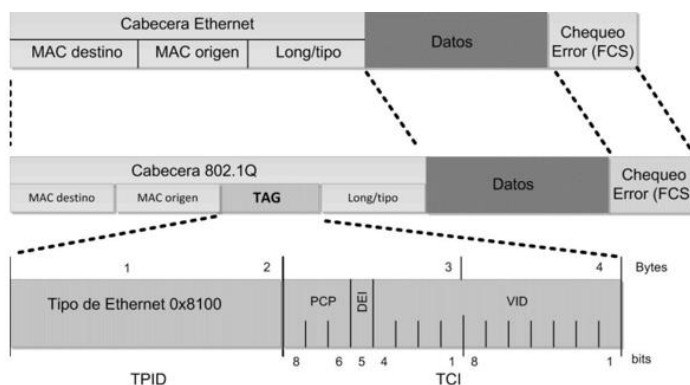 Cabecera Ethernet
MAC destino MAC origen Long/tipo
Datos
Chequeo
Error (FCS)
Cabecera 802.1Q
MAC destino MAC origen TAG Long/tipo
Datos
Chequeo
Error (FCS
1 2 3 4 Bytes
Tipo de Ethernet 0x8100 PCP DEI VID
8 6 5 4 1 8 1 bits
TPID TCI